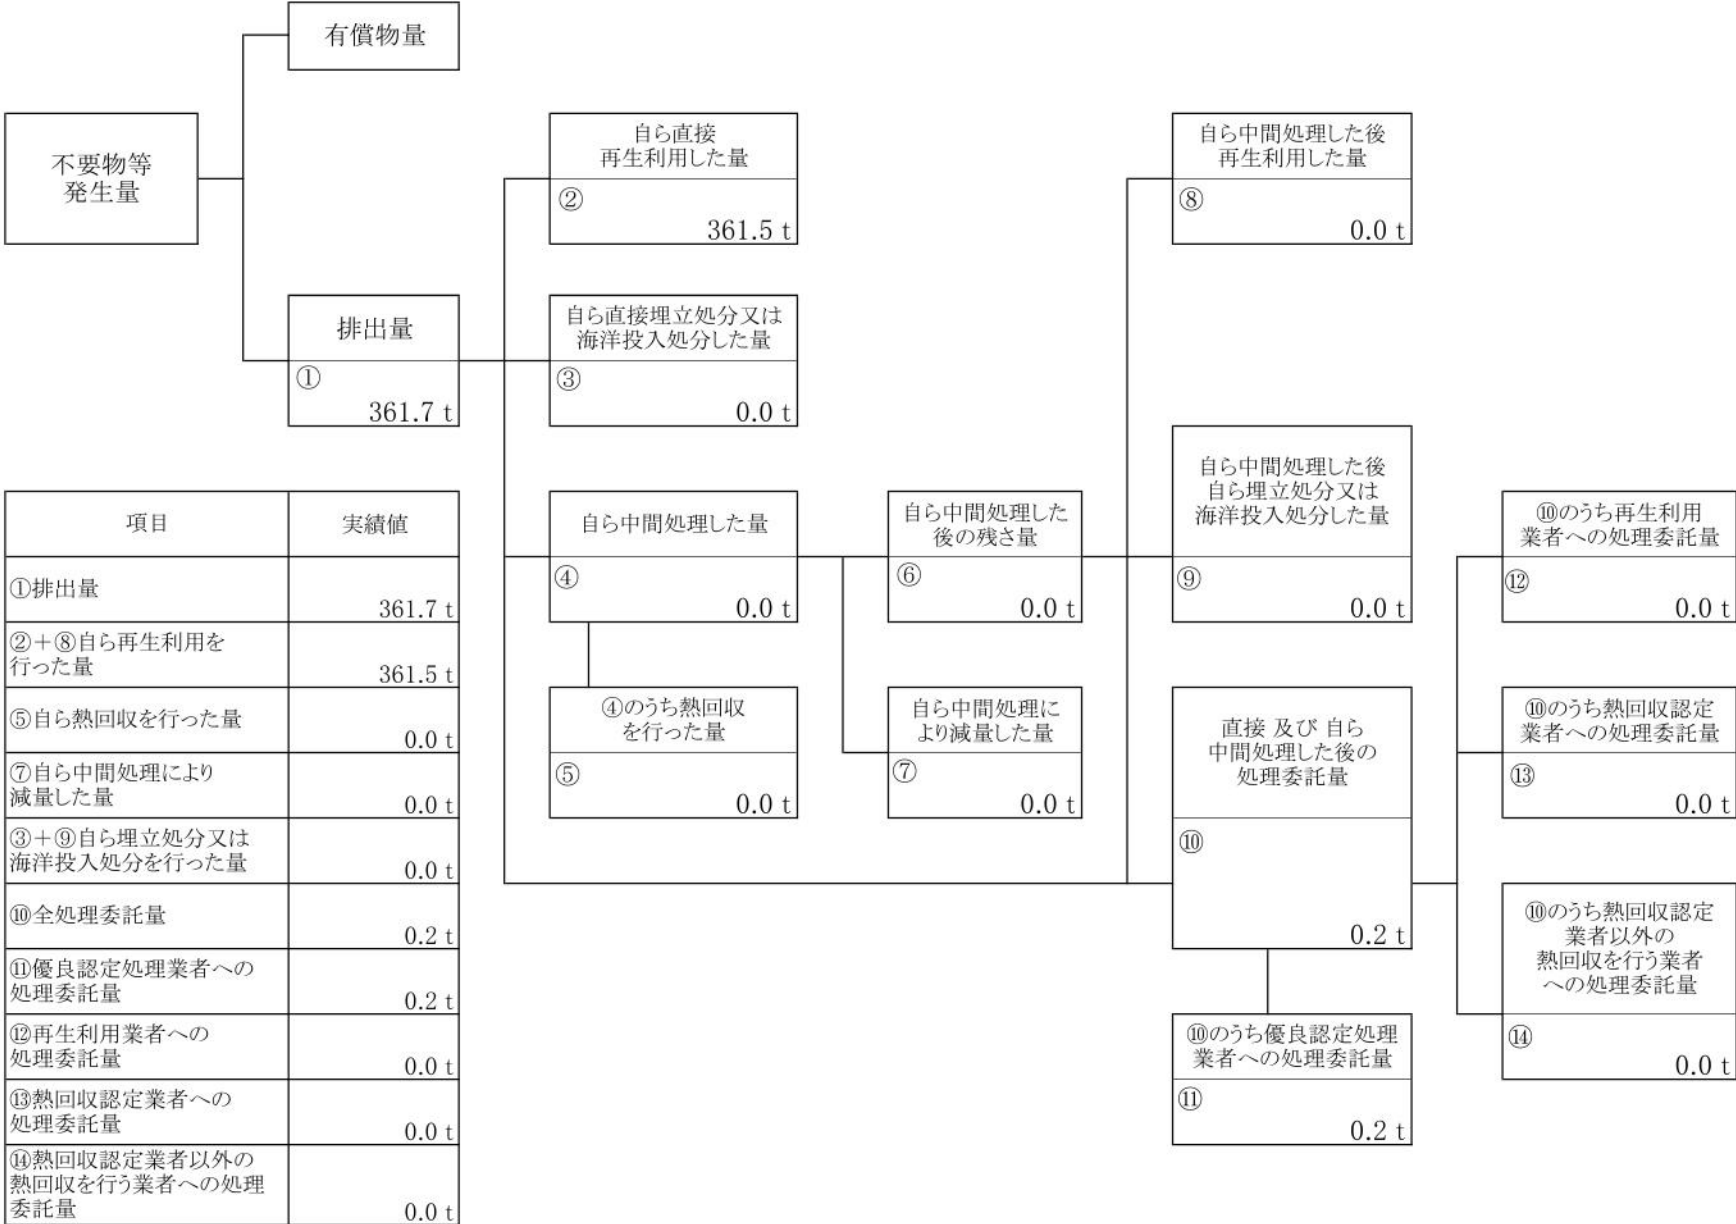 有償物量
不要物等
発生量
自ら直接
再生利用した量
②
361.5 t
自ら中間処理した後
再生利用した量
⑧
0.0 t
排出量
①
361.7 t
自ら直接埋立処分又は
海洋投入処分した量
③
0.0 t
自ら中間処理した量
④
0.0 t
自ら中間処理した
後の残さ量
⑥
0.0 t
自ら中間処理した後
自ら埋立処分又は
海洋投入処分した量
⑨
0.0 t
⑩のうち再生利用
業者への処理委託量
⑫
0.0 t
④のうち熱回収
を行った量
⑤
0.0 t
自ら中間処理に
より減量した量
⑦
0.0 t
直接 及び 自ら
中間処理した後の
処理委託量
⑩
0.2 t
⑩のうち熱回収認定
業者への処理委託量
⑬
0.0 t
⑩のうち熱回収認定
業者以外の
熱回収を行う業者
への処理委託量
⑭
0.0 t
⑩のうち優良認定処理
業者への処理委託量
⑪
0.2 t
項目 実績値
①排出量
361.7 t
②+⑧自ら再生利用を
行った量
361.5 t
⑤自ら熱回収を行った量
0.0 t
⑦自ら中間処理により
減量した量
0.0 t
③+⑨自ら埋立処分又は
海洋投入処分を行った量
0.0 t
⑩全処理委託量
0.2 t
⑪優良認定処理業者への
処理委託量
0.2 t
⑫再生利用業者への
処理委託量
0.0 t
⑬熱回収認定業者への
処理委託量
0.0 t
⑭熱回収認定業者以外の
熱回収を行う業者への処理
委託量
0.0 t